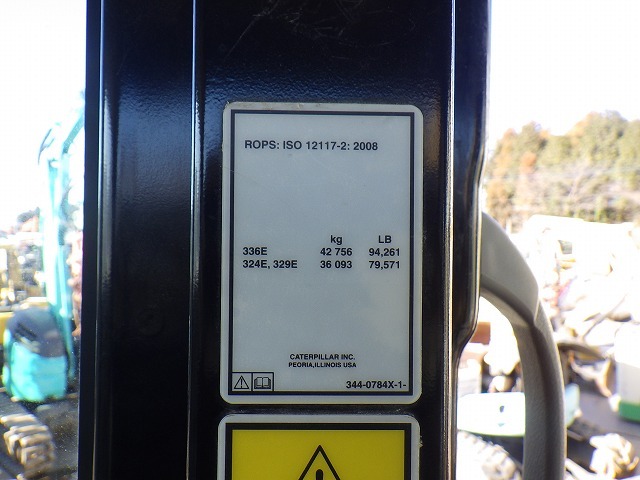 ROPS: ISO 12117-2: 2008
kg LB
336E 42 756 94,261
324E, 329E 36 093 79,571
CATERPILLAR INC.
PEORIA,ILLINOIS USA
344-0784X-1-